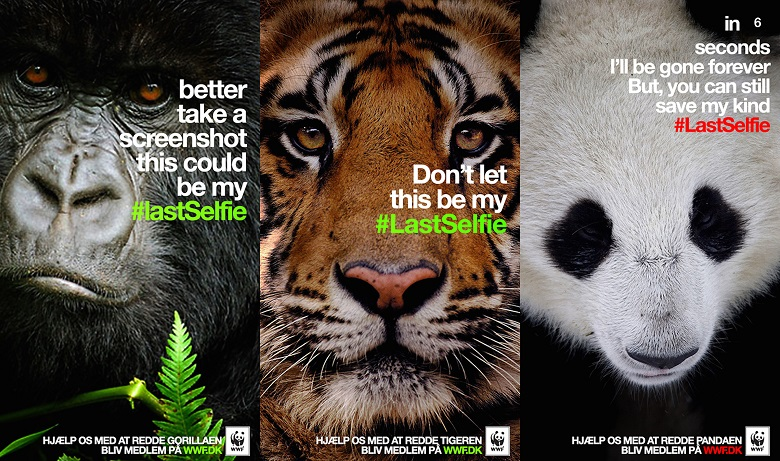 better
take a
screenshot
this could
be my
#lastSelfie
HJÆLP OS MED AT REDDE GORILLAEN
BLIV MEDLEM PÅ WWF.DK
WWF
Don't let
this be my
#LastSelfie
HJÆLP OS MED AT REDDE TIGEREN
BLIV MEDLEM PÅ WWF.DK
WWF
in 6
seconds
I'll be gone forever
But, you can still
save my kind
#LastSelfie
HJÆLP OS MED AT REDDE PANDAEN
BLIV MEDLEM PÅ WWF.DK
WWF